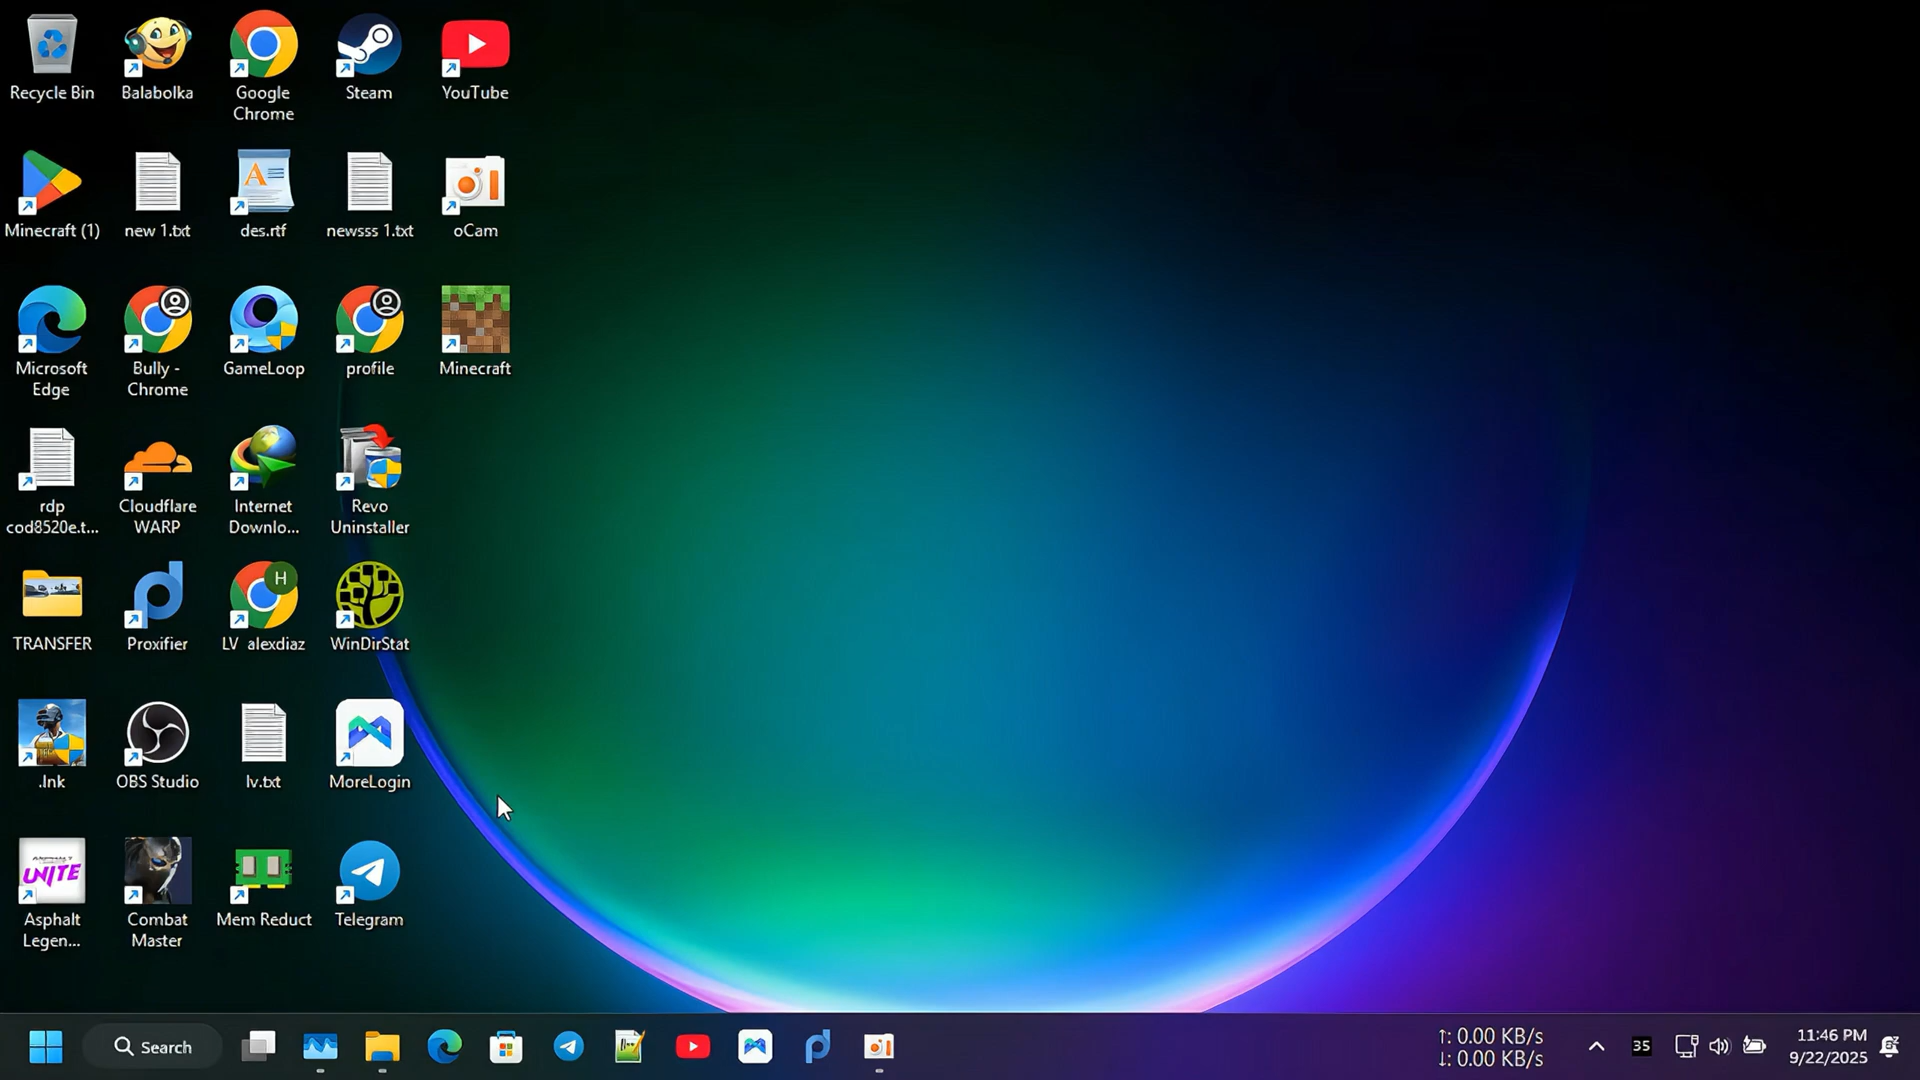 Recycle Bin
Balabolka
Google
Chrome
Steam
YouTube
Minecraft (1)
new 1.txt
A
des.rtf
newsss 1.txt
oCam
Microsoft
Edge
Bully -
Chrome
GameLoop
profile
Minecraft
rdp
cod8520e.t...
Cloudflare
WARP
Internet
Downlo...
Revo
Uninstaller
TRANSFER
Proxifier
H
LV alexdiaz
WinDirStat
.lnk
OBS Studio
lv.txt
MoreLogin
UNITE
Asphalt
Legen...
Combat
Master
Mem Reduct
Telegram
Search
↑: 0.00 KB/s
↓: 0.00 KB/s
35
11:46 PM
9/22/2025